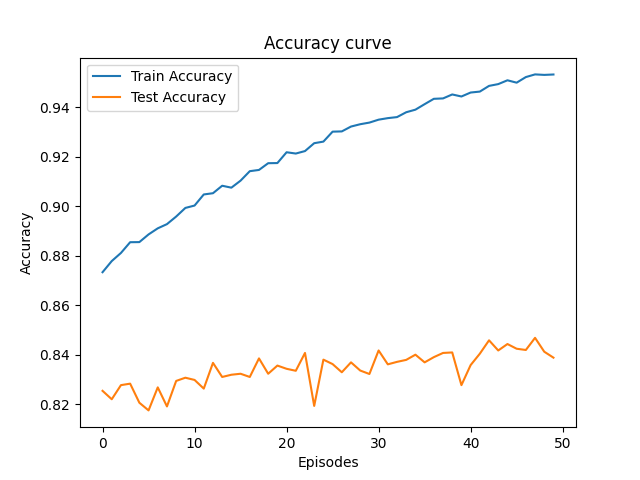 Accuracy curve
Train Accuracy
Test Accuracy
Accuracy
0.94
0.92
0.90
0.88
0.86
0.84
0.82
0 10 20 30 40 50
Episodes